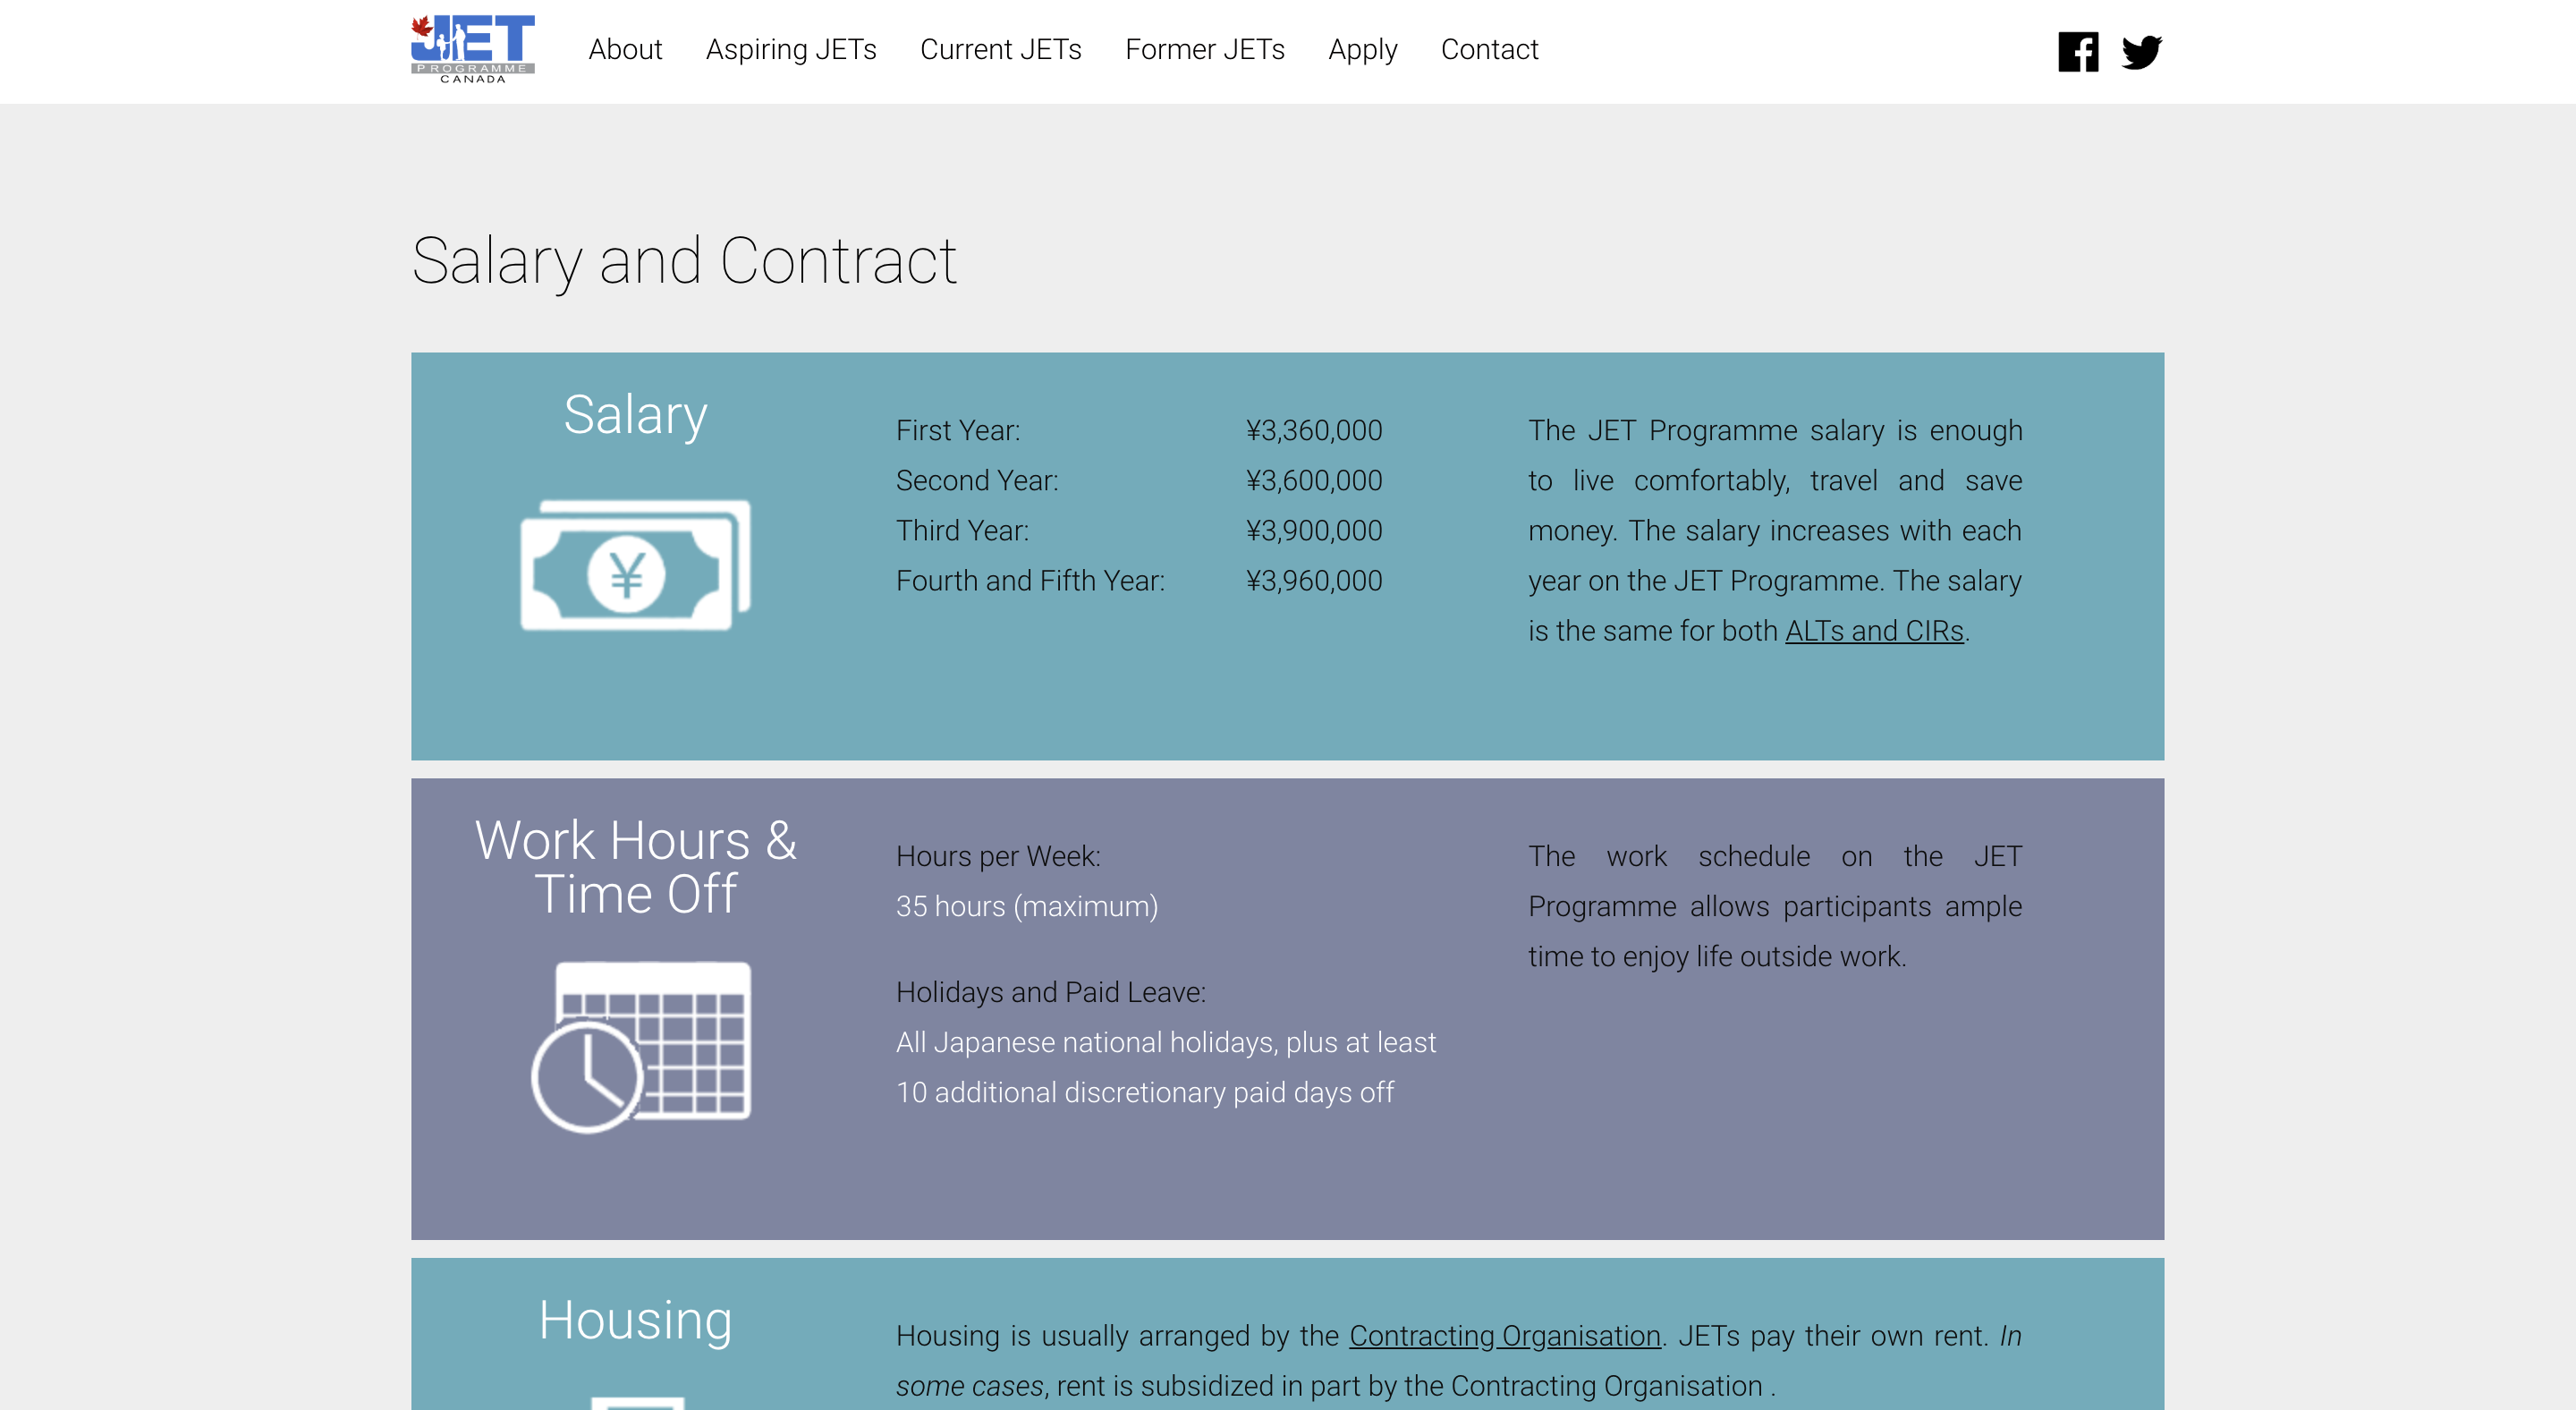 JET
PROGRAMME
CANADA
About Aspiring JETs Current JETs Former JETs Apply Contact
Salary and Contract
Salary
¥
First Year: ¥3,360,000
Second Year: ¥3,600,000
Third Year: ¥3,900,000
Fourth and Fifth Year: ¥3,960,000
The JET Programme salary is enough
to live comfortably, travel and save
money. The salary increases with each
year on the JET Programme. The salary
is the same for both ALTs and CIRs.
Work Hours &
Time Off
Hours per Week:
35 hours (maximum)
Holidays and Paid Leave:
All Japanese national holidays, plus at least
10 additional discretionary paid days off
The work schedule on the JET
Programme allows participants ample
time to enjoy life outside work.
Housing
Housing is usually arranged by the Contracting Organisation. JETs pay their own rent. In
some cases, rent is subsidized in part by the Contracting Organisation .